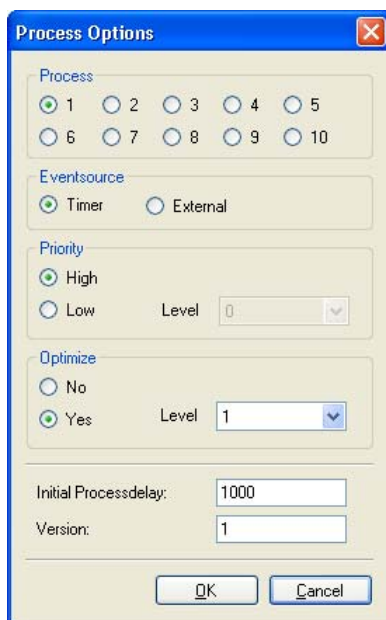 Process Options
Process
1 2 3 4 5
6 7 8 9 10
Eventsource
Timer External
Priority
High
Low Level 0
Optimize
No
Yes Level 1
Initial Processdelay: 1000
Version: 1
OK Cancel